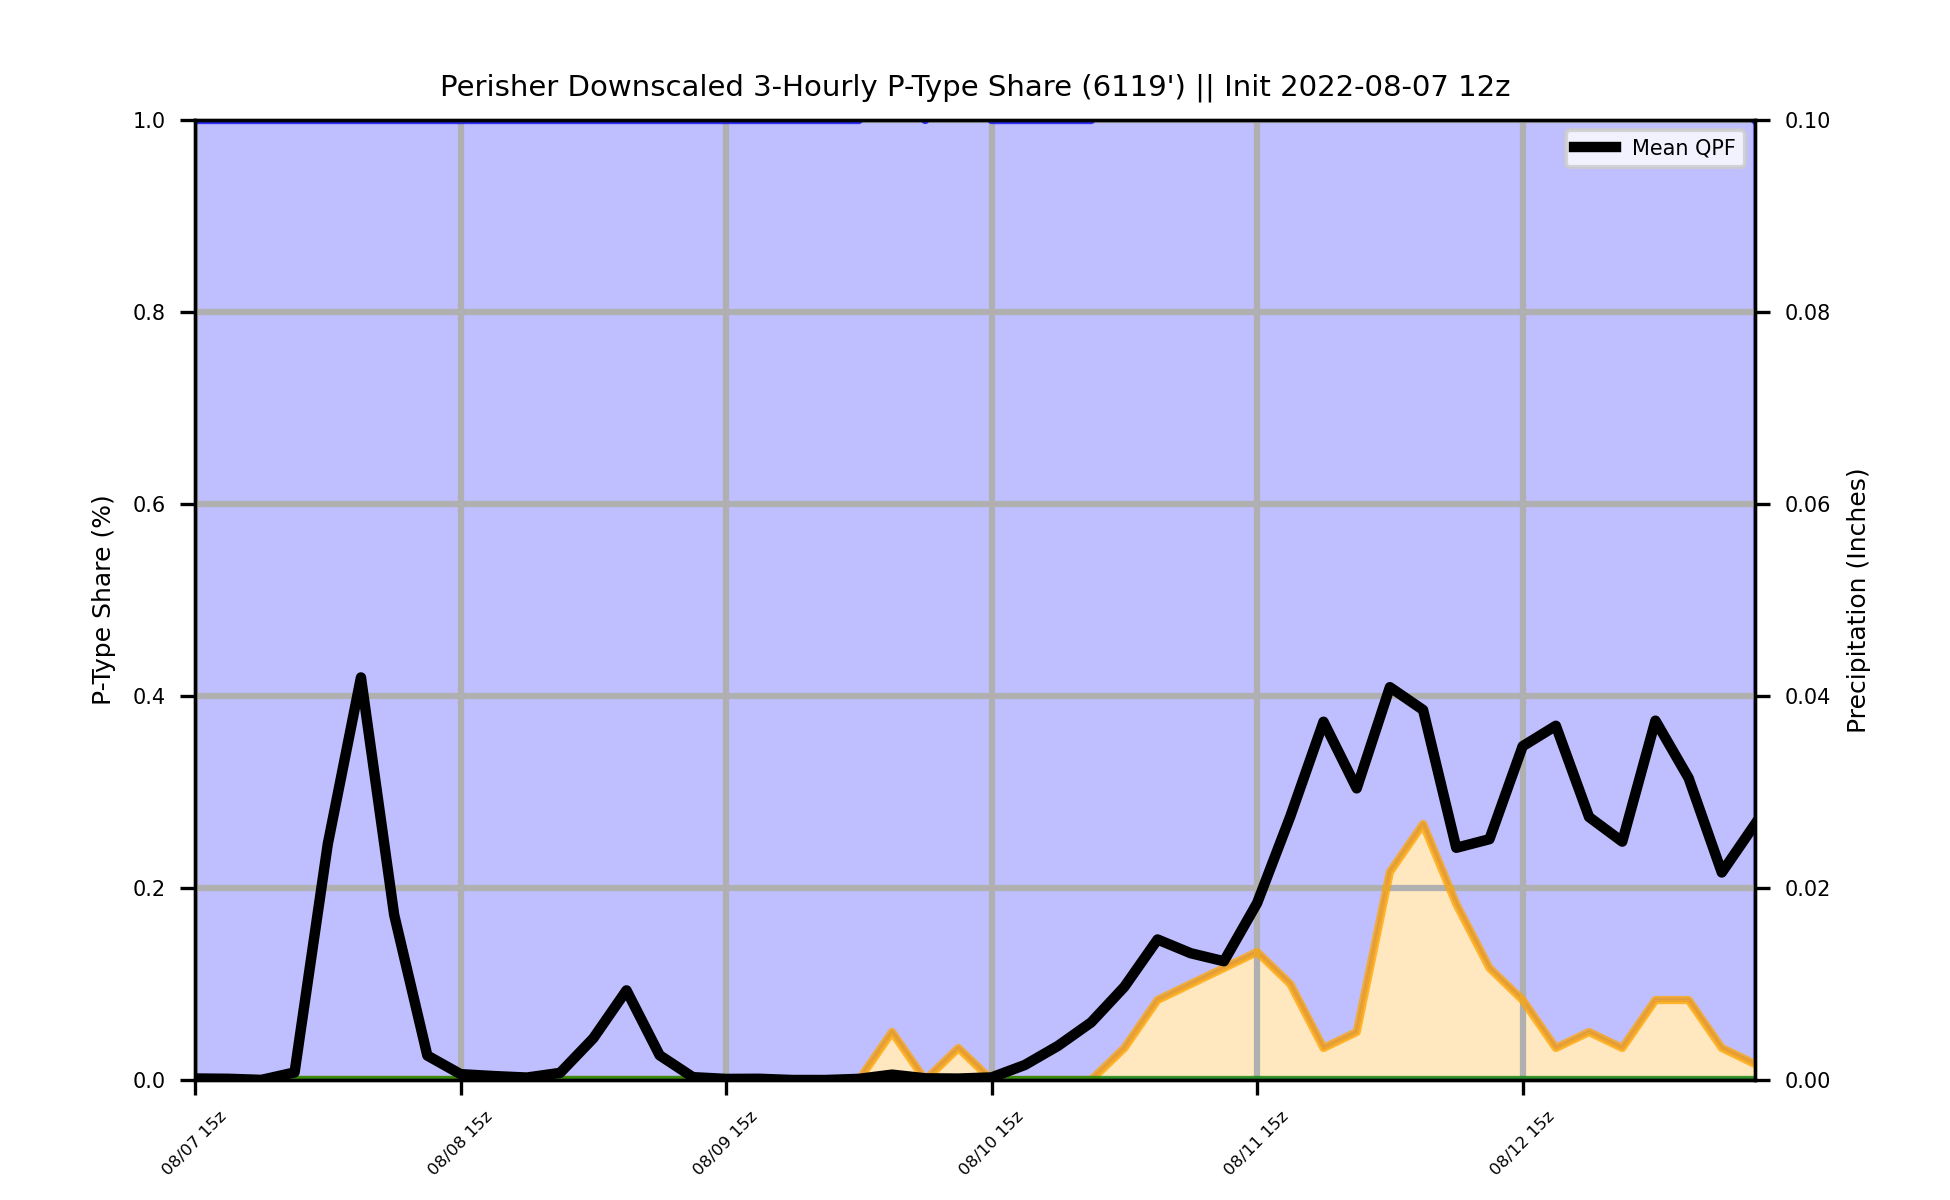 Perisher Downscaled 3-Hourly P-Type Share (6119') || Init 2022-08-07 12z
Mean QPF
P-Type Share (%)
1.0
0.8
0.6
0.4
0.2
0.0
0.10
0.08
0.06
0.04
0.02
0.00
Precipitation (Inches)
08/07 15z
08/08 15z
08/09 15z
08/10 15z
08/11 15z
08/12 15z